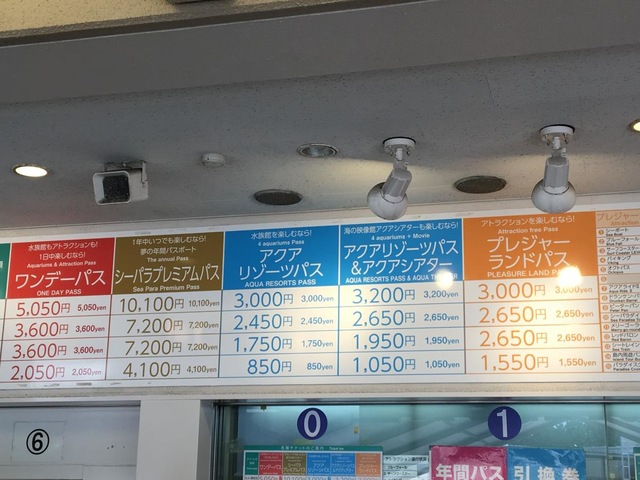 水族館もアトラクションも!
1日中楽しむなら!
Aquariums & Attraction Pass
ワンデーパス
ONE DAY PASS
5,050円 5,050yen
3,600円 3,600yen
3,600円 3,600yen
2,050円 2,050yen
1年中いつでも楽しむなら!
夢の年間パスポート
The annual Pass
シーパラプレミアムパス
Sea Para Premium Pass
10,100円 10,100yen
7,200円 7,200yen
7,200円 7,200yen
4,100円 4,100yen
水族館を楽しむなら!
4 aquariums Pass
アクア
リゾーツパス
AQUA RESORTS PASS
3,000円 3,000yen
2,450円 2,450yen
1,750円 1,750yen
850円 850yen
海の映像館アクアシアターも楽しむなら!
4 aquariums + Movie
アクアリゾーツパス
&アクアシアター
AQUA RESORTS PASS & AQUA
3,200円 3,200yen
2,650円 2,650yen
1,950円 1,950yen
1,050円 1,050yen
アトラクションを楽しむなら!
Attraction free Pass
プレジャー
ランドパス
PLEASURE LAND
3,000円 3,000yen
2,650円 2,650yen
2,650円 2,650yen
1,550円 1,550yen
⑥
0
1
年間パス
引換券